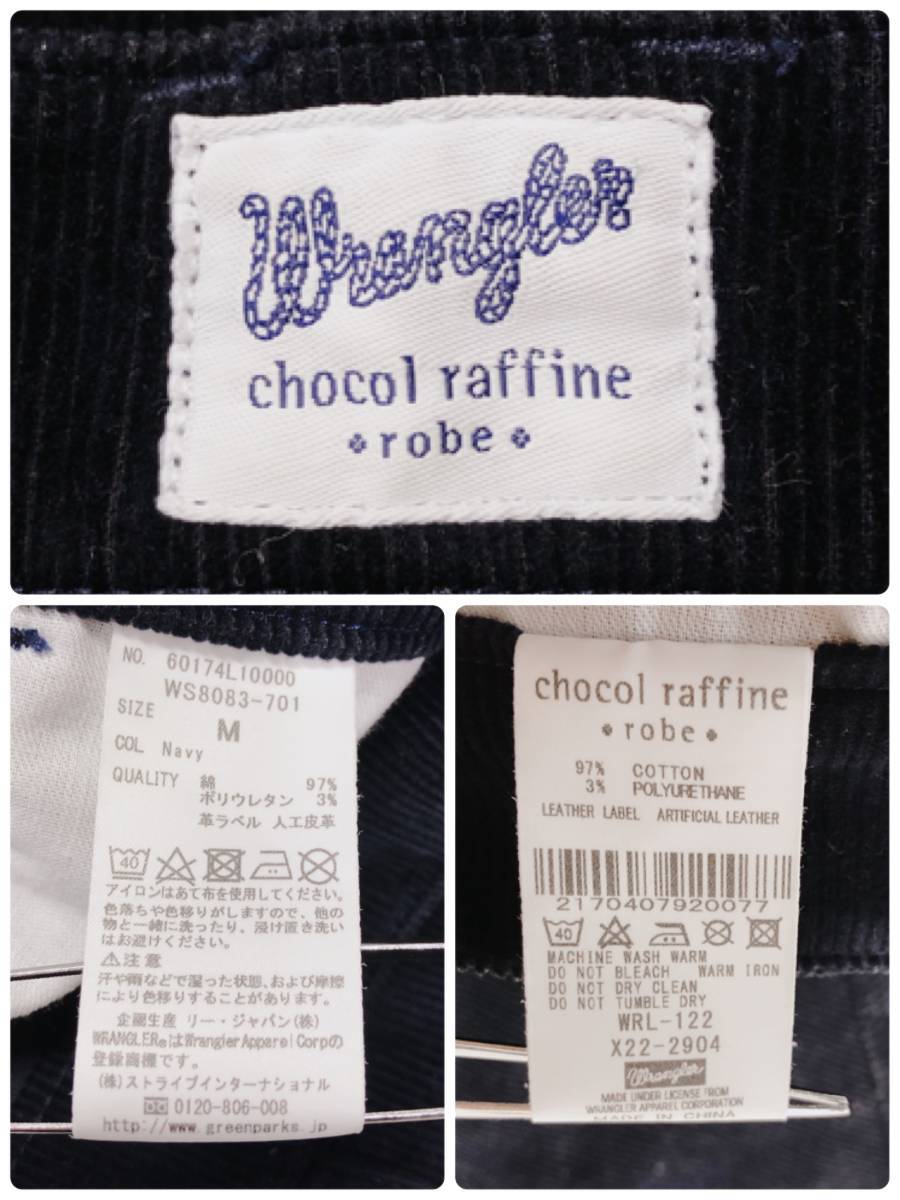 Wrangler
chocol raffine
robe
NO. 60174L10000
WS8083-701
SIZE M
COL Navy
QUALITY 綿 97%
ポリウレタン 3%
革ラベル 人工皮革
40
アイロンはあて布を使用してください。
色落ちや色移りがしますので、他の
物と一緒に洗ったり、浸け置き洗い
はお避けください。
⚠注意
汗や雨などで湿った状態、および摩擦
により色移りすることがあります。
企画生産 リー・ジャパン(株)
WRANGLER®はWrangler Apparel Corpの
登録商標です。
(株)ストライプインターナショナル
0120-806-008
http://www.greenparks.jp
chocol raffine
robe
97% COTTON
3% POLYURETHANE
LEATHER LABEL ARTIFICIAL LEATHER
2170407920077
40
MACHINE WASH WARM
DO NOT BLEACH WARM IRON
DO NOT DRY CLEAN
DO NOT TUMBLE DRY
WRL-122
X22-2904
Wrangler
MADE UNDER LICENSE FROM
WRANGLER APPAREL CORPORATION
MADE IN CHINA